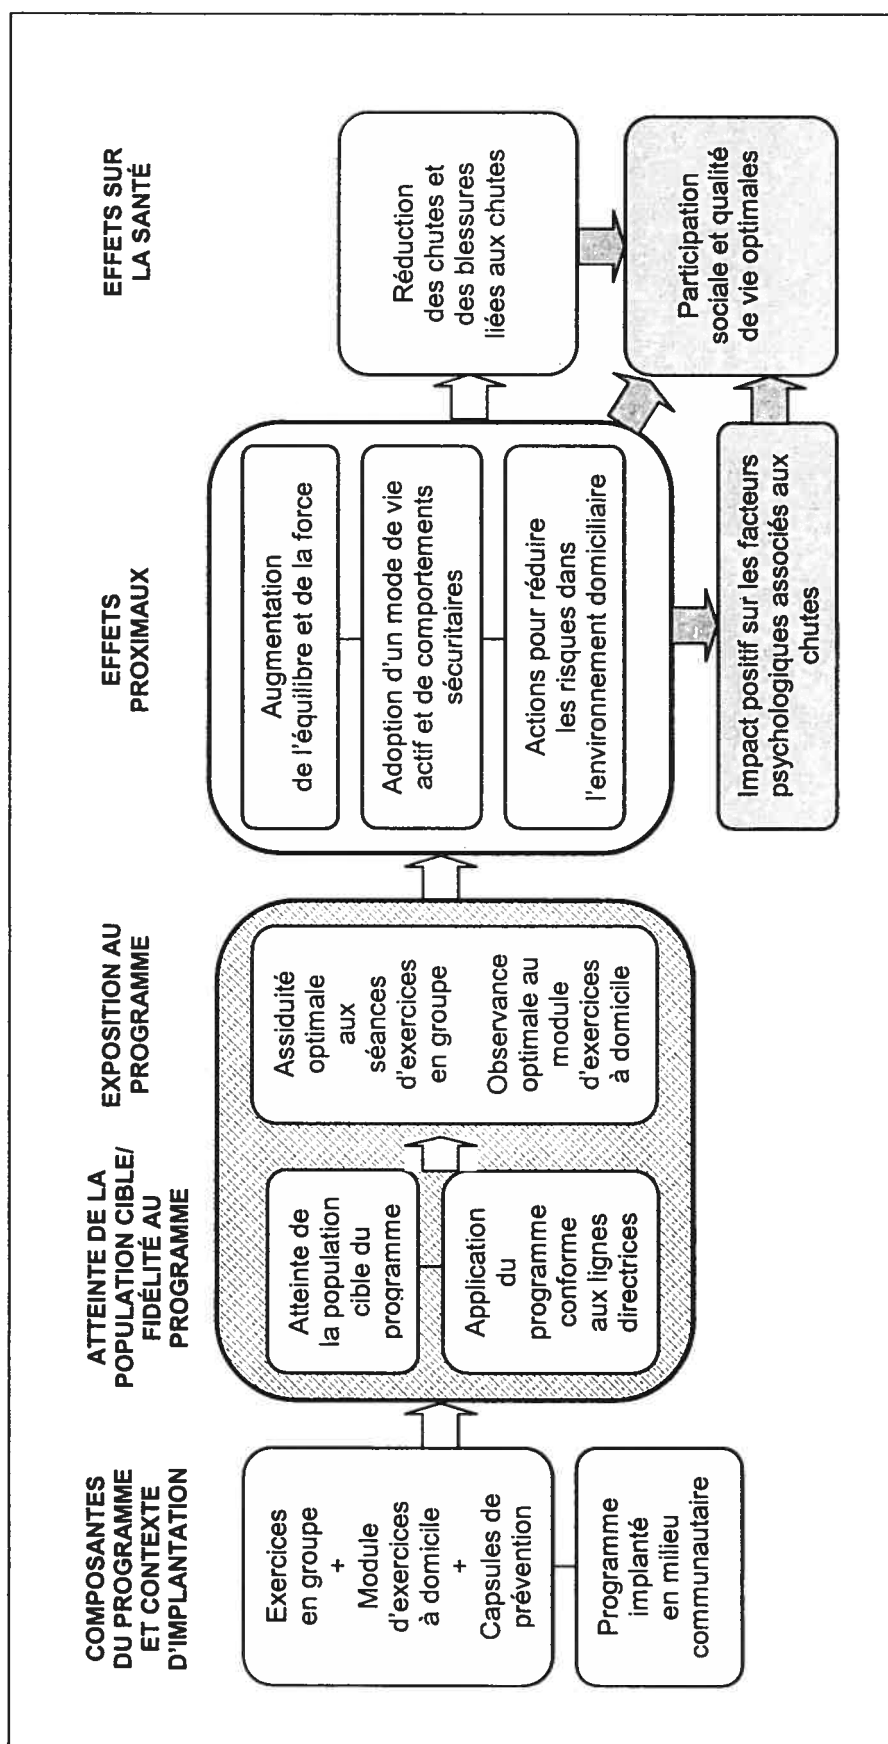 COMPOSANTES
DU PROGRAMME
ET CONTEXTE
D'IMPLANTATION
Exercices
en groupe
+
Module
d'exercices
à domicile
+
Capsules de
prévention
Programme
implanté
en milieu
communautaire
ATTEINTE DE LA
POPULATION CIBLE/
FIDÉLITÉ AU
PROGRAMME
Atteinte de
la population
cible du
programme
Application
du
programme
conforme
aux lignes
directrices
EXPOSITION AU
PROGRAMME
Assiduité
optimale
aux
séances
d'exercices
en groupe
Observance
optimale au
module
d'exercices
à domicile
EFFETS
PROXIMAUX
Augmentation
de l'équilibre et de la force
Adoption d'un mode de vie
actif et de comportements
sécuritaires
Actions pour réduire
les risques dans
l'environnement domiciliaire
Impact positif sur les facteurs
psychologiques associés aux
chutes
EFFETS SUR
LA SANTÉ
Réduction
des chutes et
des blessures
liées aux chutes
Participation
sociale et qualité
de vie optimales